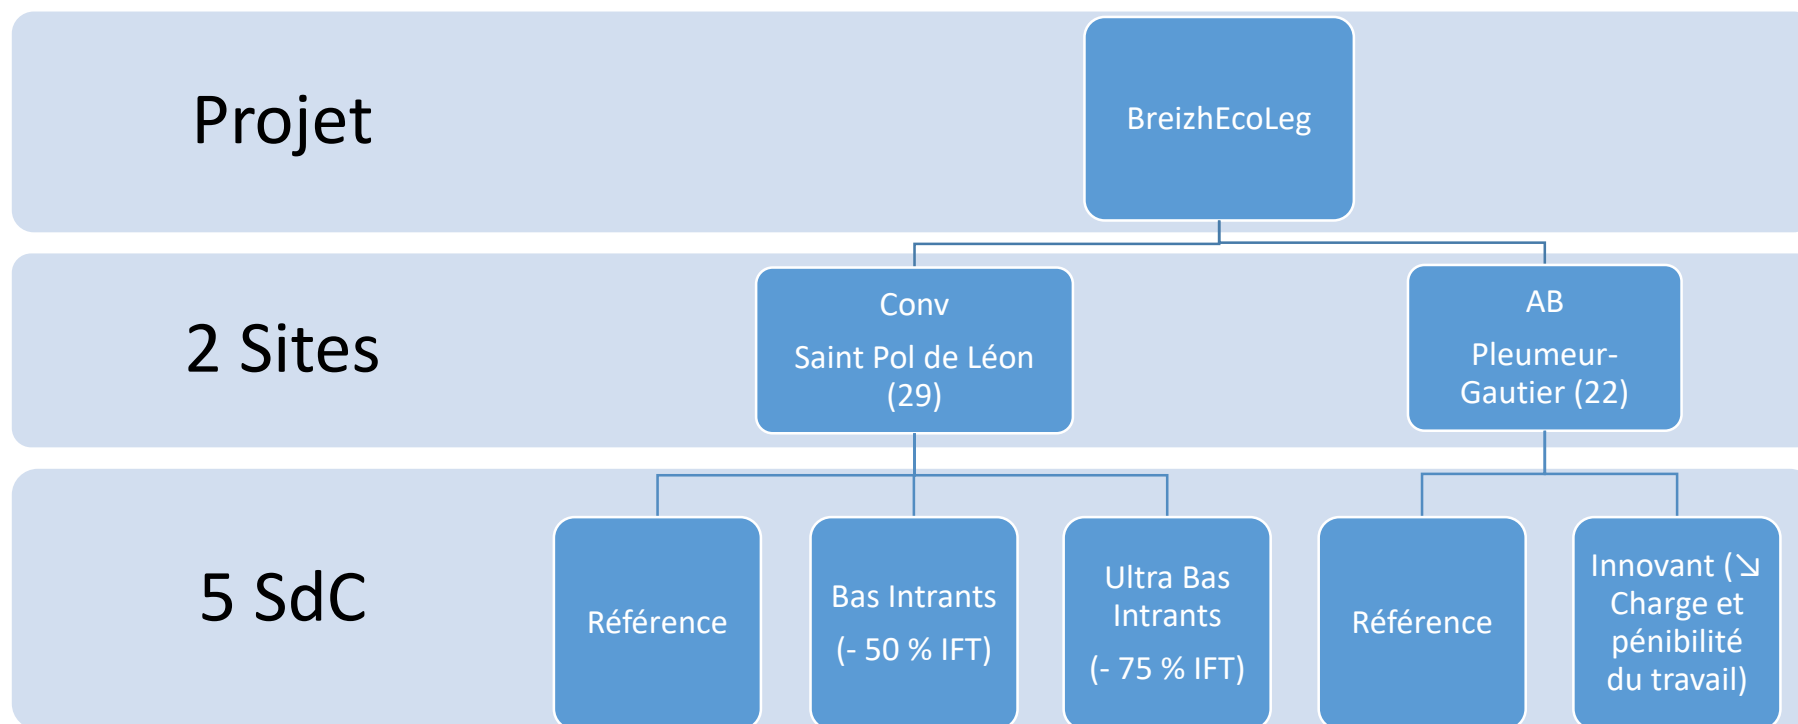 Projet
BreizhEcoLeg
2 Sites
Conv
Saint Pol de Léon
(29)
AB
Pleumeur-
Gautier (22)
5 SdC
Référence
Bas Intrants
(- 50 % IFT)
Ultra Bas
Intrants
(- 75 % IFT)
Référence
Innovant (↘
Charge et
pénibilité
du travail)